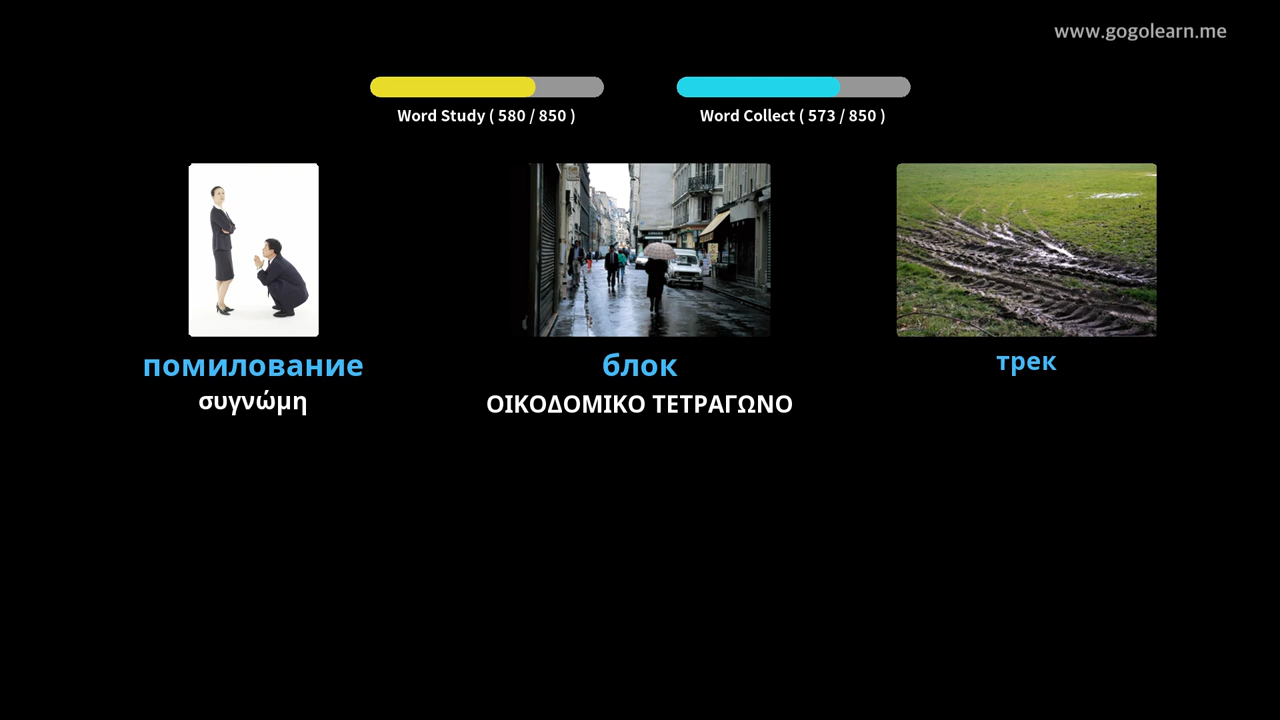 www.gogolearn.me
Word Study ( 580 / 850 )
Word Collect ( 573 / 850 )
помилование
συγνώμη
блок
ΟΙΚΟΔΟΜΙΚΟ ΤΕΤΡΑΓΩΝΟ
трек